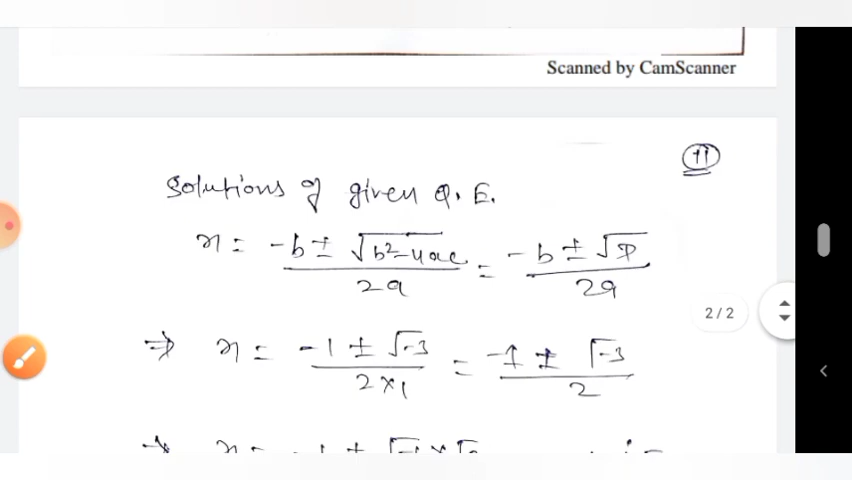 Scanned by CamScanner
11
Solutions of given Q. E.
x = -b ± √b²-4ac / 2a = -b ± √D / 2a
⇒ x = -1 ± √-3 / 2×1 = -1 ± √-3 / 2
2/2